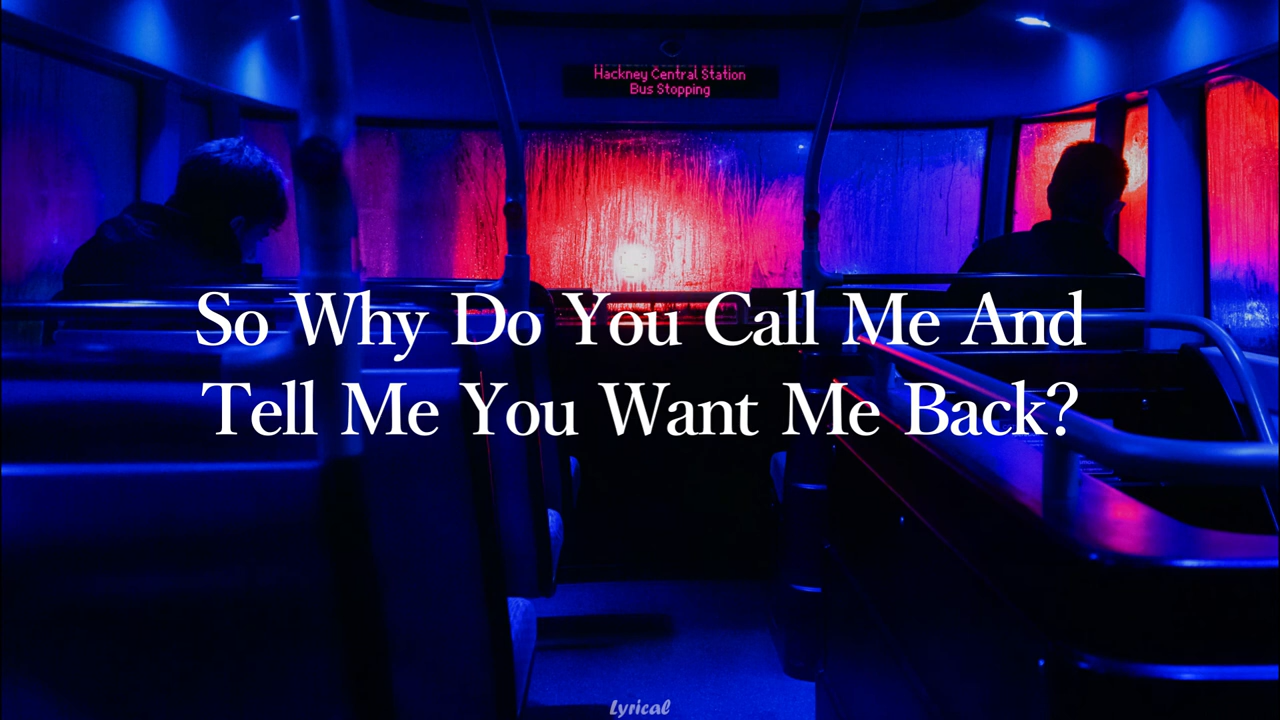 Hackney Central Station
Bus Stopping
So Why Do You Call Me And
Tell Me You Want Me Back?
Lyrical